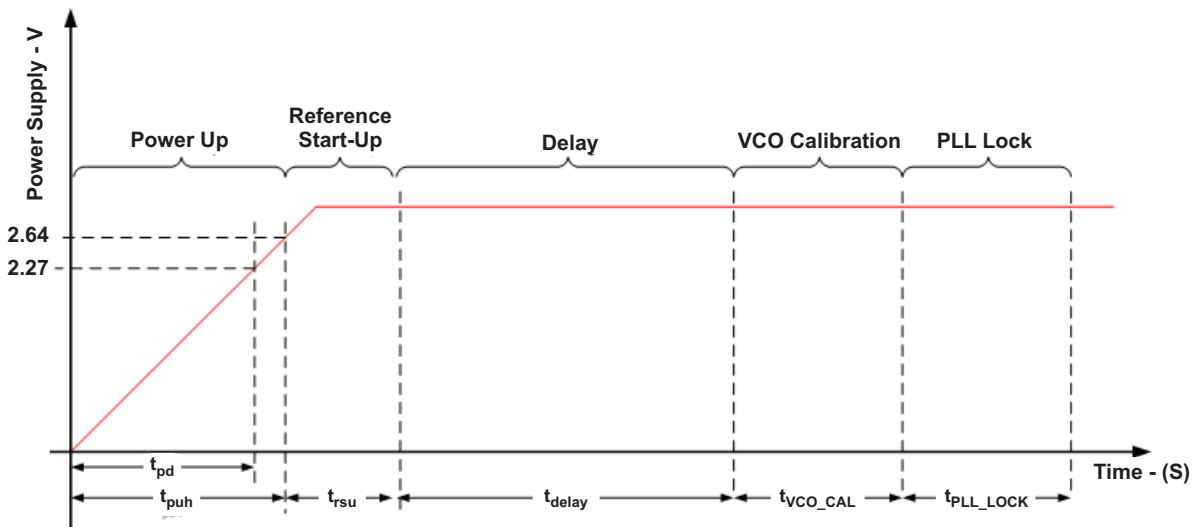 Power Supply - V
Reference
Start-Up
Power Up
Delay
VCO Calibration
PLL Lock
2.64
2.27
tpd
Time - (S)
tpuh
trsu
tdelay
tVCO_CAL
tPLL_LOCK